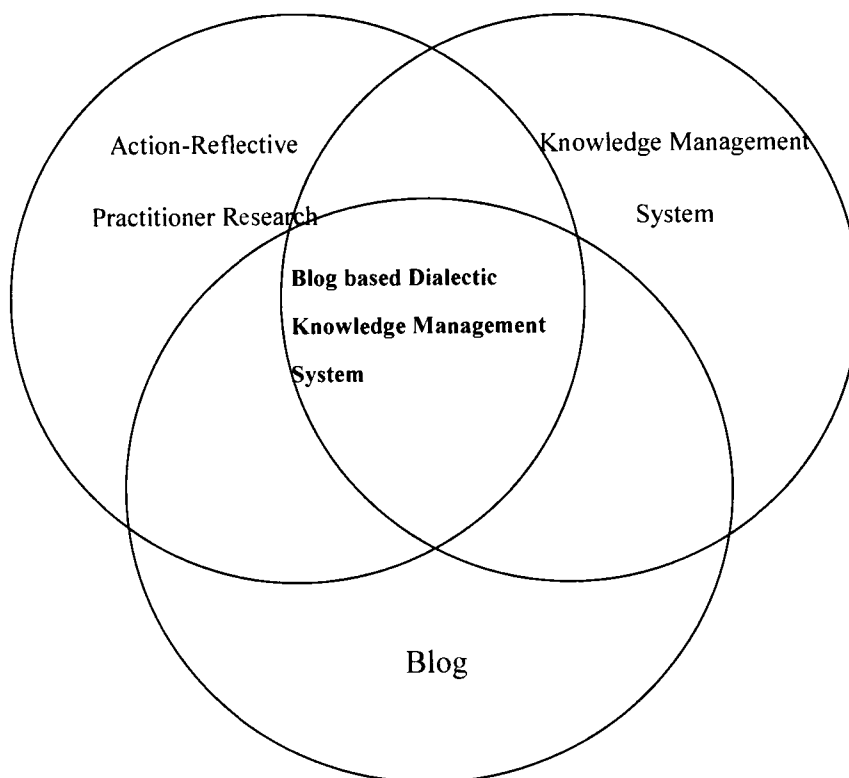 Action-Reflective
Practitioner Research
Knowledge Management
System
Blog based Dialectic
Knowledge Management
System
Blog